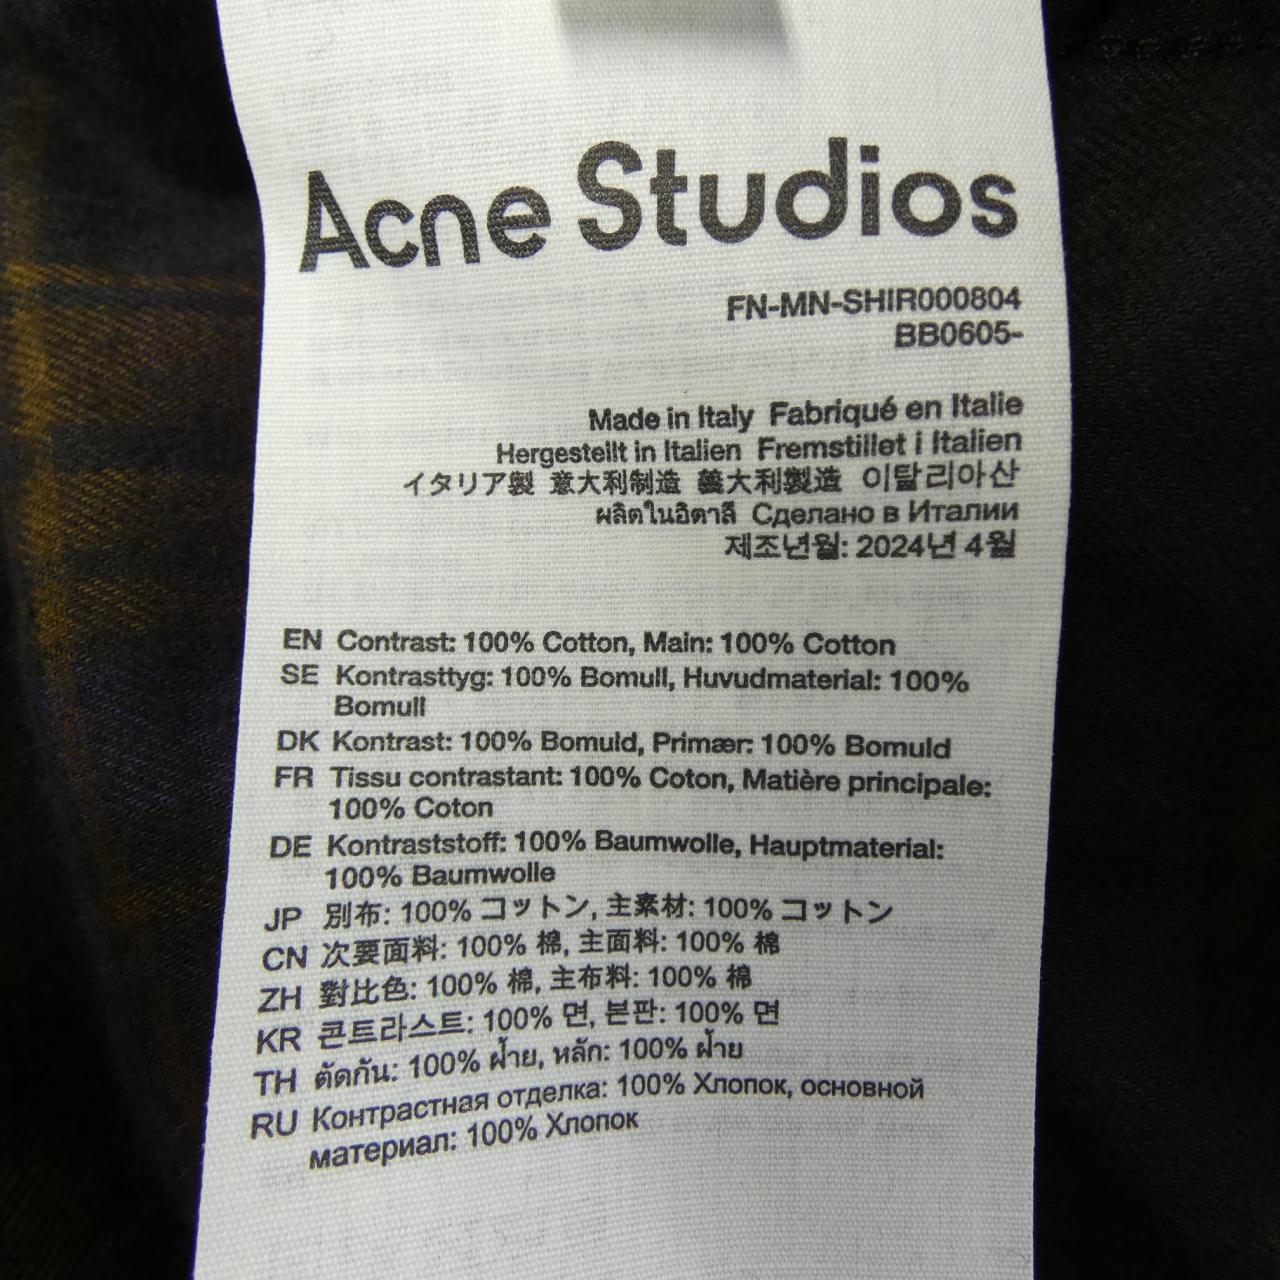 Acne Studios
FN-MN-SHIR000804
BB0605-
Made in Italy Fabriqué en Italie
Hergestellt in Italien Fremstillet i Italien
イタリア製 意大利制造 義大利製造 이탈리아산
ผลิตในอิตาลี Сделано в Италии
제조년월: 2024년 4월
EN Contrast: 100% Cotton, Main: 100% Cotton
SE Kontrasttyg: 100% Bomull, Huvudmaterial: 100%
Bomull
DK Kontrast: 100% Bomuld, Primær: 100% Bomuld
FR Tissu contrastant: 100% Coton, Matière principale:
100% Coton
DE Kontraststoff: 100% Baumwolle, Hauptmaterial:
100% Baumwolle
JP 別布: 100% コットン, 主素材: 100% コットン
CN 次要面料: 100% 棉, 主面料: 100% 棉
ZH 對比色: 100% 棉, 主布料: 100% 棉
KR 콘트라스트: 100% 면, 본판: 100% 면
TH ตัดกัน: 100% ฝ้าย, หลัก: 100% ฝ้าย
RU Контрастная отделка: 100% Хлопок, основной
материал: 100% Хлопок